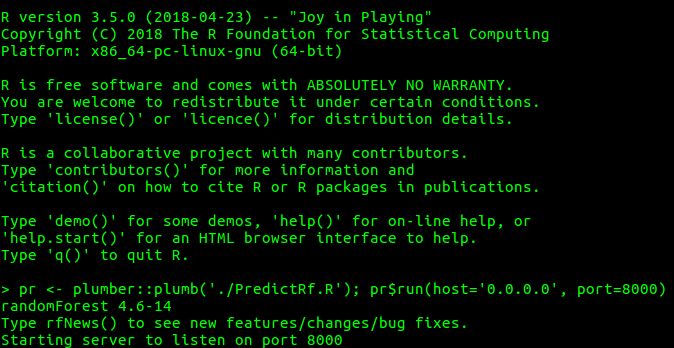 R version 3.5.0 (2018-04-23) -- "Joy in Playing"
Copyright (C) 2018 The R Foundation for Statistical Computing
Platform: x86_64-pc-linux-gnu (64-bit)
R is free software and comes with ABSOLUTELY NO WARRANTY.
You are welcome to redistribute it under certain conditions.
Type 'license()' or 'licence()' for distribution details.
R is a collaborative project with many contributors.
Type 'contributors()' for more information and
'citation()' on how to cite R or R packages in publications.
Type 'demo()' for some demos, 'help()' for on-line help, or
'help.start()' for an HTML browser interface to help.
Type 'q()' to quit R.
> pr <- plumber::plumb('./PredictRf.R'); pr$run(host='0.0.0.0', port=8000)
randomForest 4.6-14
Type rfNews() to see new features/changes/bug fixes.
Starting server to listen on port 8000